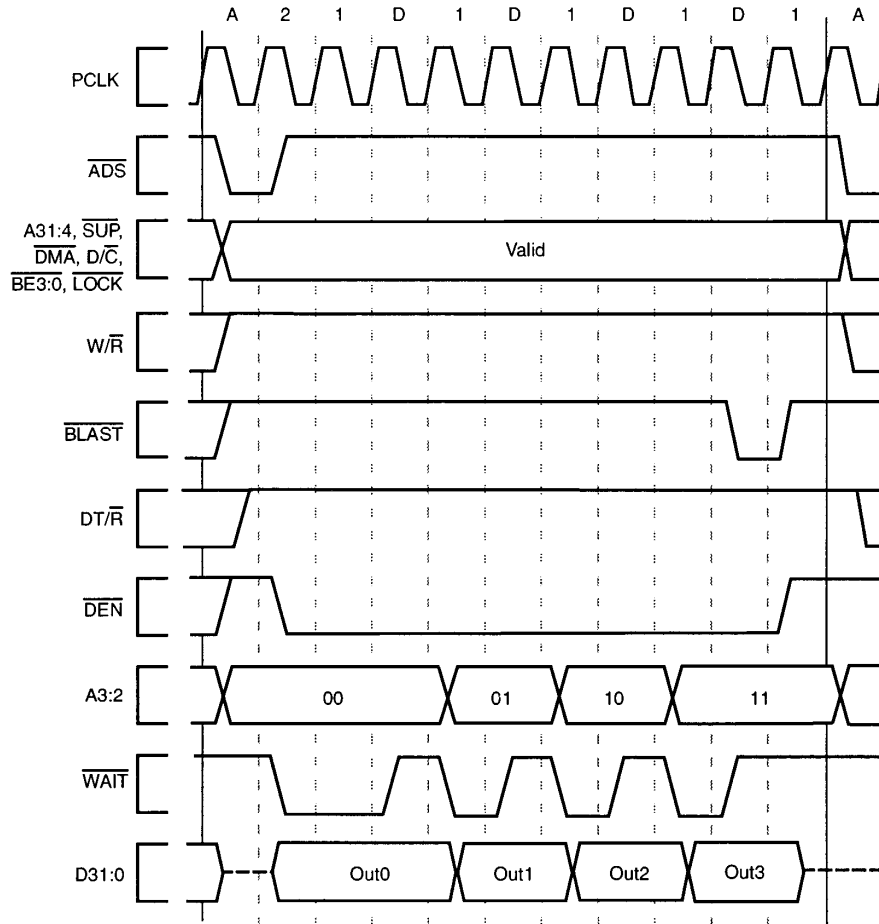 A 2 1 D 1 D 1 D 1 D 1 A
PCLK
ADS
A31:4, SUP,
DMA, D/C,
BE3:0, LOCK
Valid
W/R
BLAST
DT/R
DEN
A3:2
00 01 10 11
WAIT
D31:0
Out0 Out1 Out2 Out3